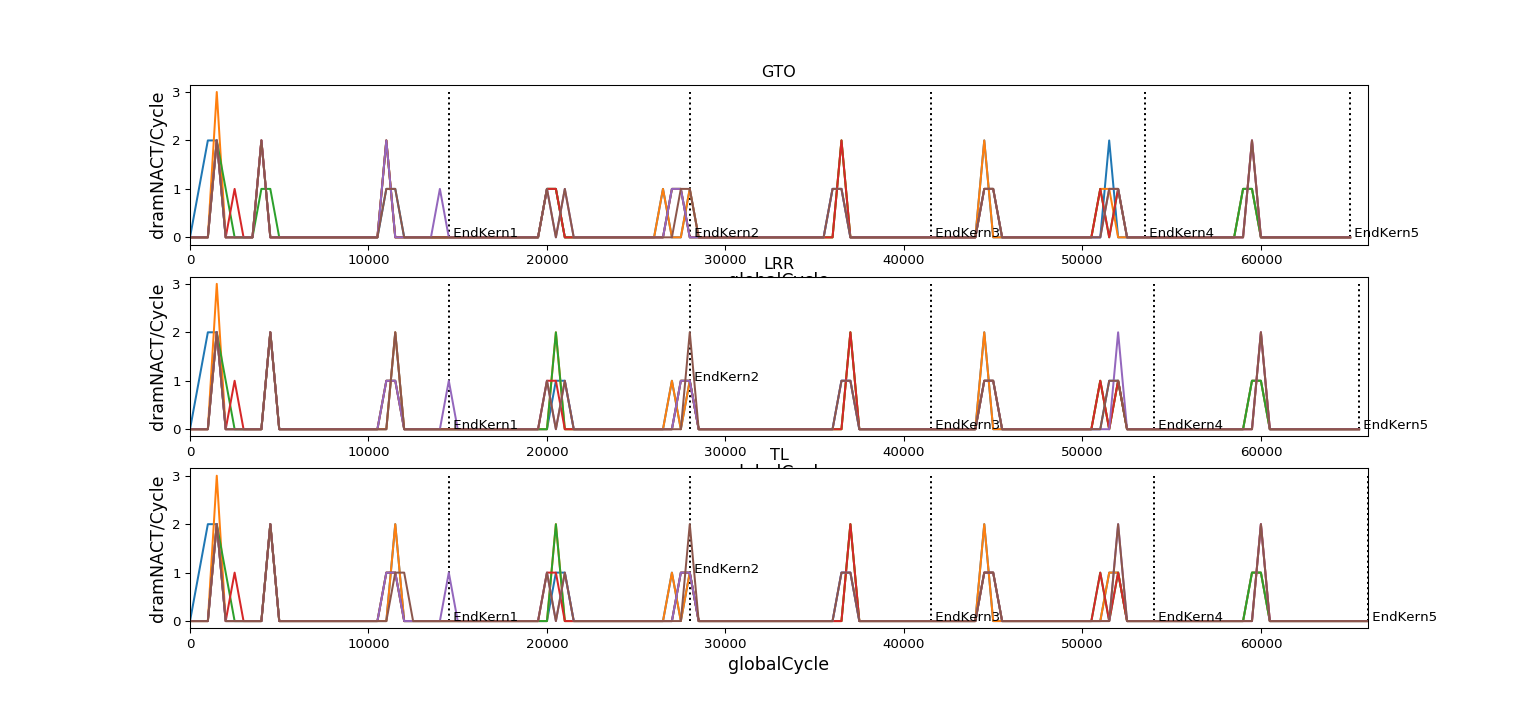 GTO
dramNACT/Cycle
3
2
1
0
EndKern1 EndKern2 EndKern3 EndKern4 EndKern5
0 10000 20000 30000 40000 50000 60000
globalCycle
LRR
dramNACT/Cycle
3
2
1
0
EndKern2
EndKern1 EndKern3 EndKern4 EndKern5
0 10000 20000 30000 40000 50000 60000
globalCycle
TL
dramNACT/Cycle
3
2
1
0
EndKern2
EndKern1 EndKern3 EndKern4 EndKern5
0 10000 20000 30000 40000 50000 60000
globalCycle